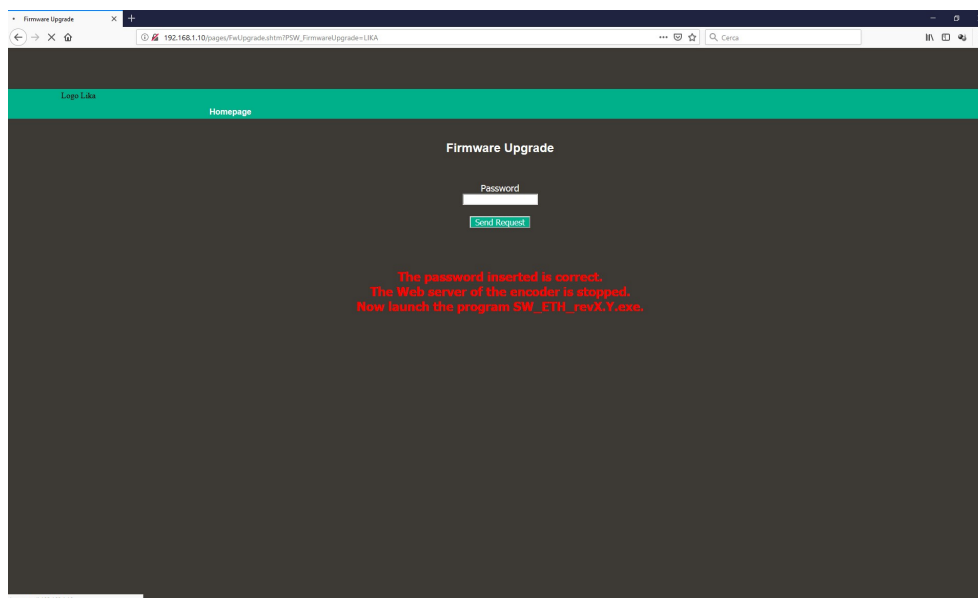 Firmware Upgrade
192.168.1.10/pages/FwUpgrade.shtm?PSW_FirmwareUpgrade=LIKA
Cerca
Logo Lika
Homepage
Firmware Upgrade
Password
Send Request
The password inserted is correct.
The Web server of the encoder is stopped.
Now launch the program SW_ETH_revX.Y.exe.